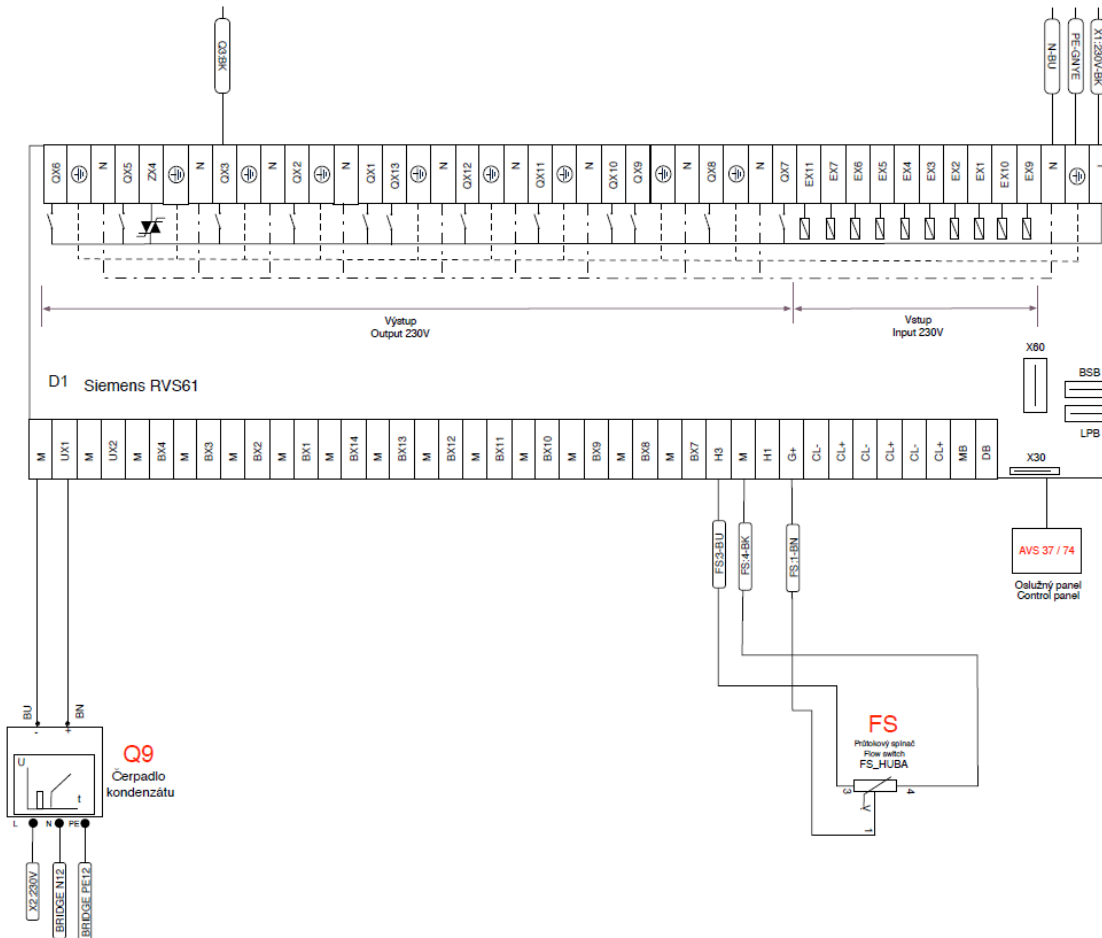 Q3:BK
N-BU
PE-GNYE
X1:230V-BK
QX6
N
QX5
ZX4
N
QX3
N
QX2
N
QX1
QX13
N
QX12
N
QX11
N
QX10
QX9
N
QX8
N
QX7
EX11
EX7
EX6
EX5
EX4
EX3
EX2
EX1
EX10
EX9
N
Výstup
Output 230V
Vstup
Input 230V
X60
BSB
LPB
D1 Siemens RVS61
M
UX1
M
UX2
M
BX4
M
BX3
M
BX2
M
BX1
M
BX14
M
BX13
M
BX12
M
BX11
M
BX10
M
BX9
M
BX8
M
BX7
H3
M
H1
G+
CL-
CL+
CL-
CL+
CL-
CL+
MB
DB
X30
FS:3-BU
FS:4-BK
FS:1-BN
AVS 37 / 74
Oslužný panel
Control panel
BU
BN
-
+
U
t
Q9
Čerpadlo
kondenzátu
L
N
PE
X2:230V
BRIDGE N12
BRIDGE PE12
FS
Průtokový spínač
Flow switch
FS_HUBA
3
4
1